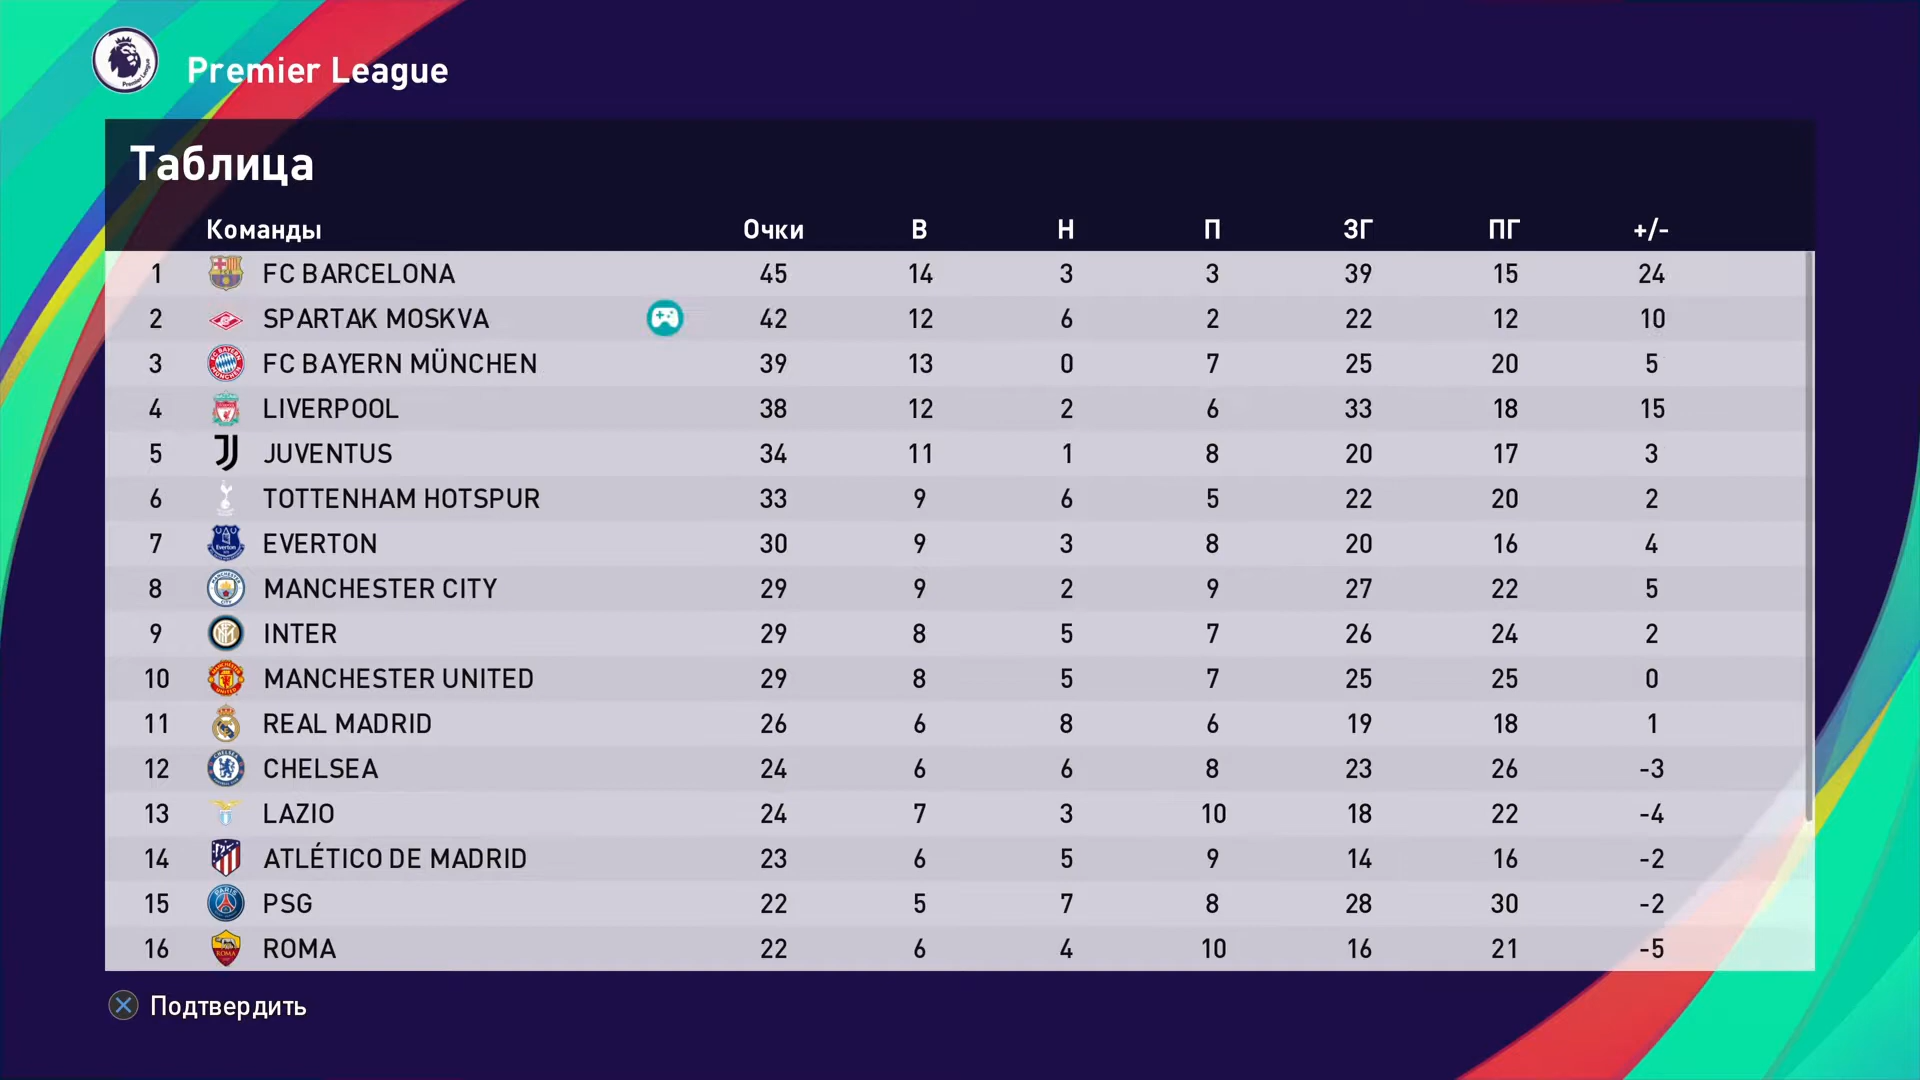 Premier League
Таблица
Команды Очки В Н П ЗГ ПГ +/-
1 FC BARCELONA 45 14 3 3 39 15 24
2 SPARTAK MOSKVA 42 12 6 2 22 12 10
3 FC BAYERN MÜNCHEN 39 13 0 7 25 20 5
4 LIVERPOOL 38 12 2 6 33 18 15
5 JUVENTUS 34 11 1 8 20 17 3
6 TOTTENHAM HOTSPUR 33 9 6 5 22 20 2
7 EVERTON 30 9 3 8 20 16 4
8 MANCHESTER CITY 29 9 2 9 27 22 5
9 INTER 29 8 5 7 26 24 2
10 MANCHESTER UNITED 29 8 5 7 25 25 0
11 REAL MADRID 26 6 8 6 19 18 1
12 CHELSEA 24 6 6 8 23 26 -3
13 LAZIO 24 7 3 10 18 22 -4
14 ATLÉTICO DE MADRID 23 6 5 9 14 16 -2
15 PSG 22 5 7 8 28 30 -2
16 ROMA 22 6 4 10 16 21 -5
Подтвердить